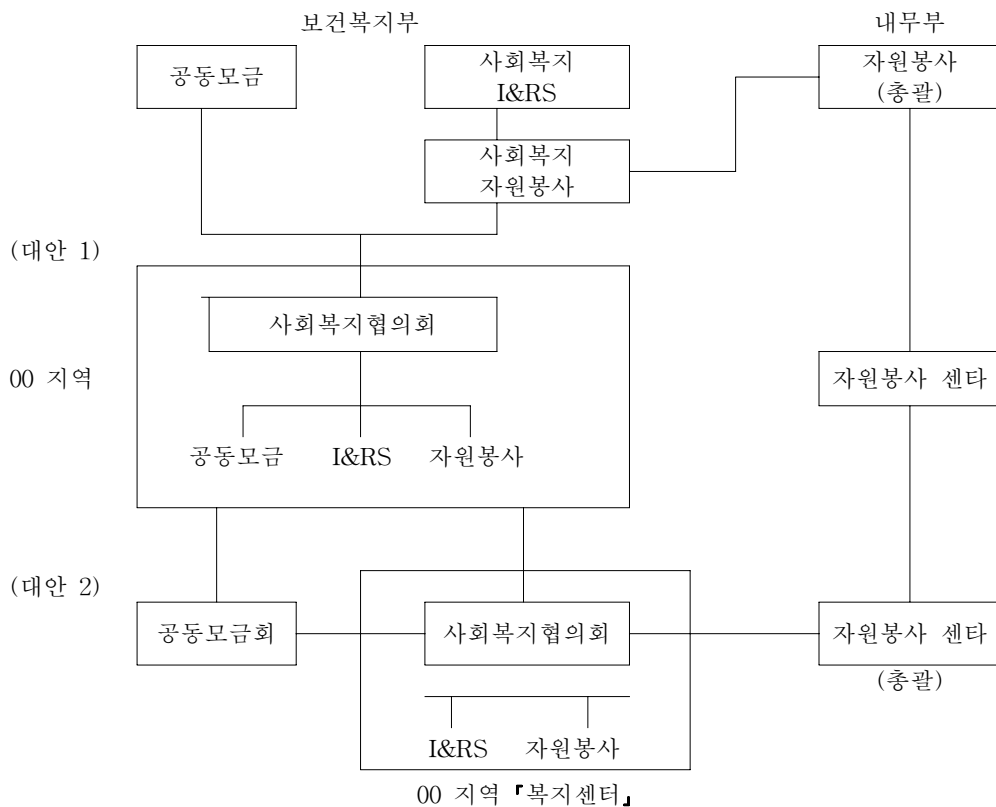 보건복지부 내무부
공동모금
사회복지
I&RS
자원봉사
(총괄)
사회복지
자원봉사
(대안 1)
사회복지협의회
00 지역
자원봉사 센타
공동모금 I&RS 자원봉사
(대안 2)
공동모금회
사회복지협의회
자원봉사 센타
(총괄)
I&RS 자원봉사
00 지역『복지센터』